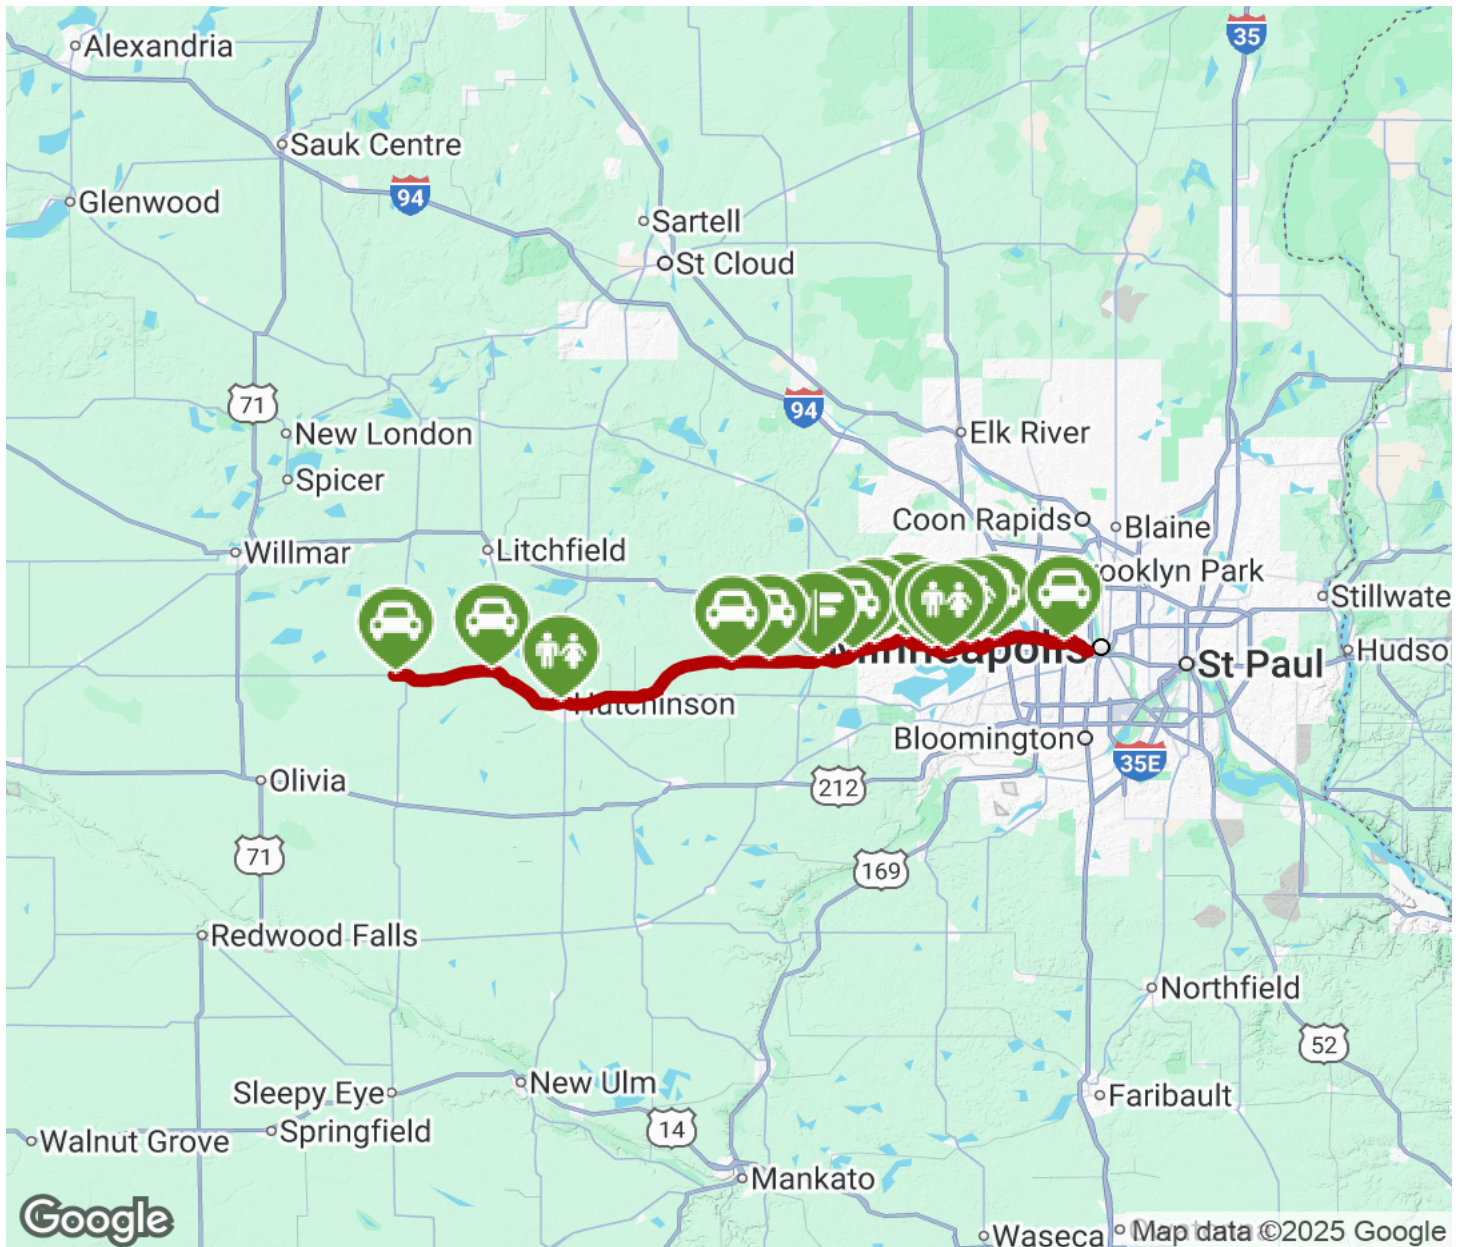 35
Alexandria
Sauk Centre
94
Glenwood
Sartell
St Cloud
71
94
New London
Elk River
Spicer
Coon Rapids
Blaine
Willmar
Litchfield
ooklyn Park
Stillwate
Minneapolis
Hudso
St Paul
Hutchinson
Bloomington
35E
Olivia
212
71
169
Redwood Falls
Northfield
52
Sleepy Eye
New Ulm
Faribault
Walnut Grove
Springfield
14
Mankato
Google
Waseca
Map data ©2025 Google